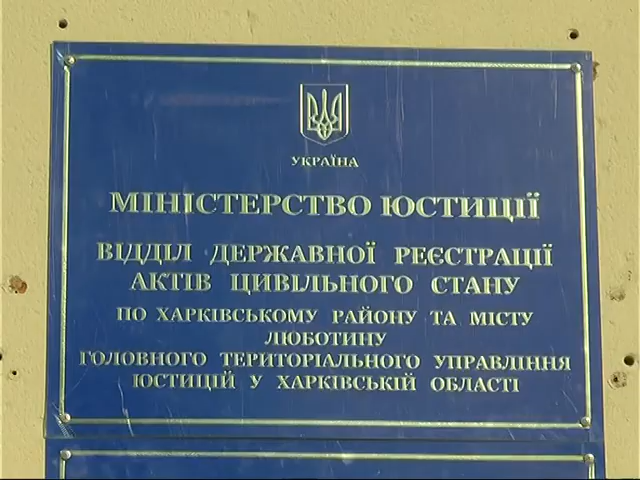 УКРАЇНА
МІНІСТЕРСТВО ЮСТИЦІЇ
ВІДДІЛ ДЕРЖАВНОЇ РЕЄСТРАЦІЇ
АКТІВ ЦИВІЛЬНОГО СТАНУ
ПО ХАРКІВСЬКОМУ РАЙОНУ ТА МІСТУ
ЛЮБОТИНУ
ГОЛОВНОГО ТЕРИТОРІАЛЬНОГО УПРАВЛІННЯ
ЮСТИЦІЙ У ХАРКІВСЬКІЙ ОБЛАСТІ